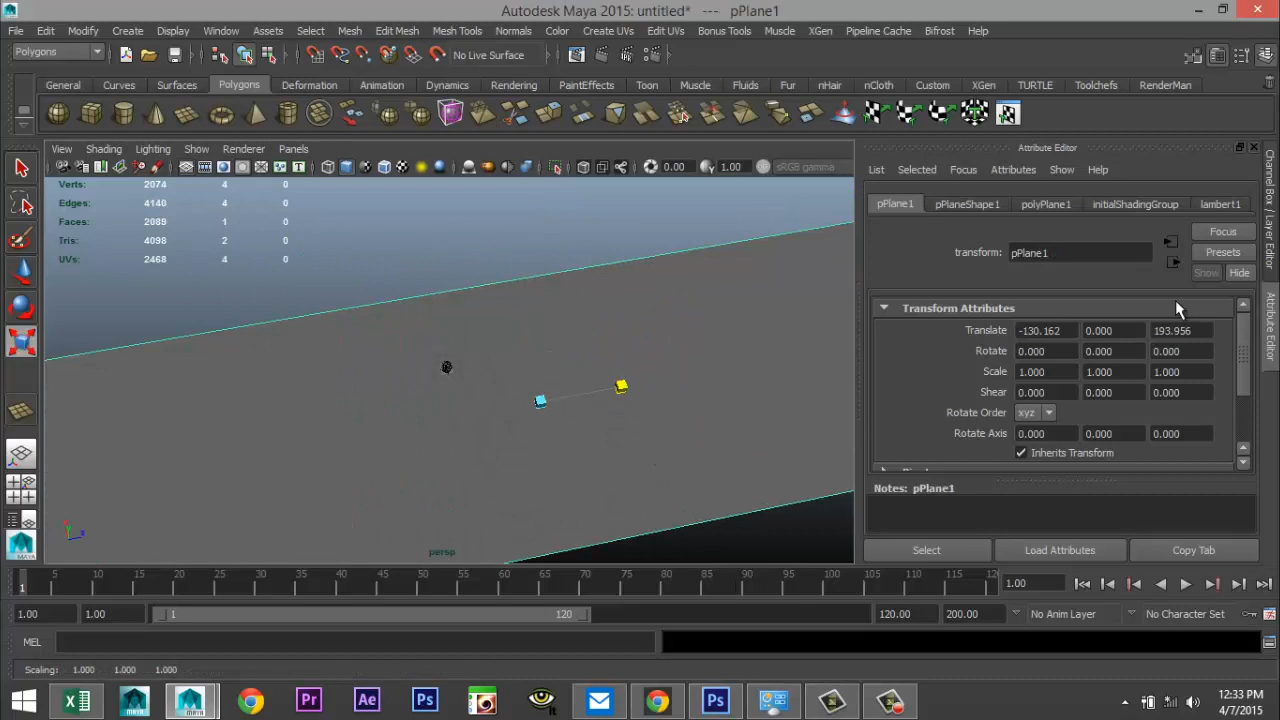 Autodesk Maya 2015: untitled* --- pPlane1
File Edit Modify Create Display Window Assets Select Mesh Edit Mesh Mesh Tools Normals Color Create UVs Edit UVs Bonus Tools Muscle XGen Pipeline Cache Bifrost Help
Polygons No Live Surface
General Curves Surfaces Polygons Deformation Animation Dynamics Rendering PaintEffects Toon Muscle Fluids Fur nHair nCloth Custom XGen TURTLE Toolchefs RenderMan
View Shading Lighting Show Renderer Panels
0.00 1.00 sRGB gamma
Verts: 2074 4 0
Edges: 4140 4 0
Faces: 2089 1 0
Tris: 4098 2 0
UVs: 2468 4 0
persp
Attribute Editor
List Selected Focus Attributes Show Help
pPlane1 pPlaneShape1 polyPlane1 initialShadingGroup lambert1
Focus
transform: pPlane1 Presets
Show Hide
Transform Attributes
Translate -130.162 0.000 193.956
Rotate 0.000 0.000 0.000
Scale 1.000 1.000 1.000
Shear 0.000 0.000 0.000
Rotate Order xyz
Rotate Axis 0.000 0.000 0.000
Inherits Transform
Notes: pPlane1
Select Load Attributes Copy Tab
Channel Box / Layer Editor
Attribute Editor
1 5 10 15 20 25 30 35 40 45 50 55 60 65 70 75 80 85 90 95 100 105 110 115 120 1.00
1.00 1.00 1 120 120.00 200.00 No Anim Layer No Character Set
MEL
Scaling: 1.000 1.000 1.000
MAYA MAYA Pr Ae Ps it Ps
12:33 PM
4/7/2015